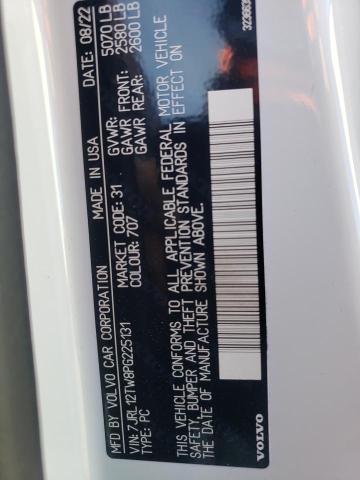 MFD BY VOLVO CAR CORPORATION MADE IN USA DATE: 08/22
VIN: 7JRL12TW8PG225131 GVWR: 5070 LB
TYPE: PC MARKET CODE: 31 GAWR FRONT: 2580 LB
COLOUR: 707 GAWR REAR: 2600 LB
THIS VEHICLE CONFORMS TO ALL APPLICABLE FEDERAL MOTOR VEHICLE
SAFETY, BUMPER AND THEFT PREVENTION STANDARDS IN EFFECT ON
THE DATE OF MANUFACTURE SHOWN ABOVE.
VOLVO